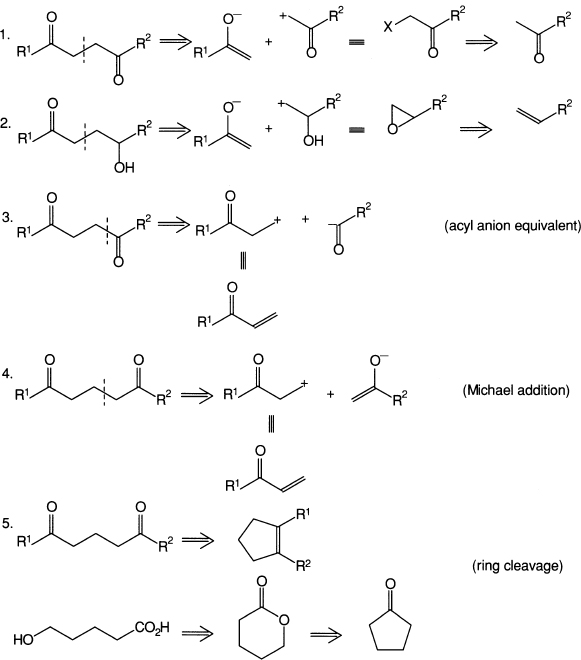 O O⁻ R² R²
1. R¹ R² R¹ + + O X O O
O
O O⁻ R² R²
2. R¹ R² R¹ + + OH O R²
OH
O O R²
3. R¹ R² R¹ + + − O (acyl anion equivalent)
O
O
R¹
O O O O⁻
4. R¹ R² R¹ + + R² (Michael addition)
O
R¹
5. O O R¹
R¹ R² R²
(ring cleavage)
O O
HO CO₂H O